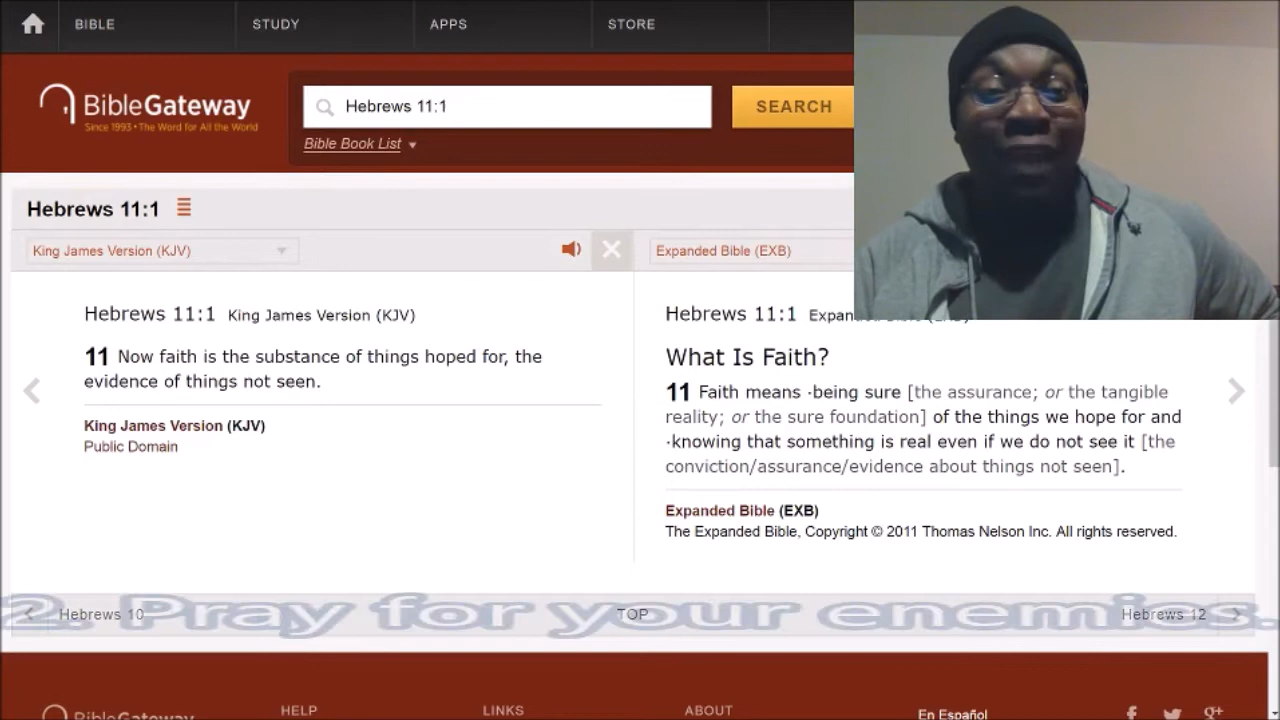 BIBLE STUDY APPS STORE
BibleGateway
Since 1993 • The Word for All the World
Hebrews 11:1
SEARCH
Bible Book List
Hebrews 11:1
King James Version (KJV)
Expanded Bible (EXB)
Hebrews 11:1 King James Version (KJV)
11 Now faith is the substance of things hoped for, the
evidence of things not seen.
King James Version (KJV)
Public Domain
Hebrews 11:1 Expanded Bible (EXB)
What Is Faith?
11 Faith means ·being sure [the assurance; or the tangible
reality; or the sure foundation] of the things we hope for and
·knowing that something is real even if we do not see it [the
conviction/assurance/evidence about things not seen].
Expanded Bible (EXB)
The Expanded Bible, Copyright © 2011 Thomas Nelson Inc. All rights reserved.
Hebrews 10 TOP Hebrews 12
2. Pray for your enemies.
BibleGateway
HELP LINKS ABOUT
En Español
g+